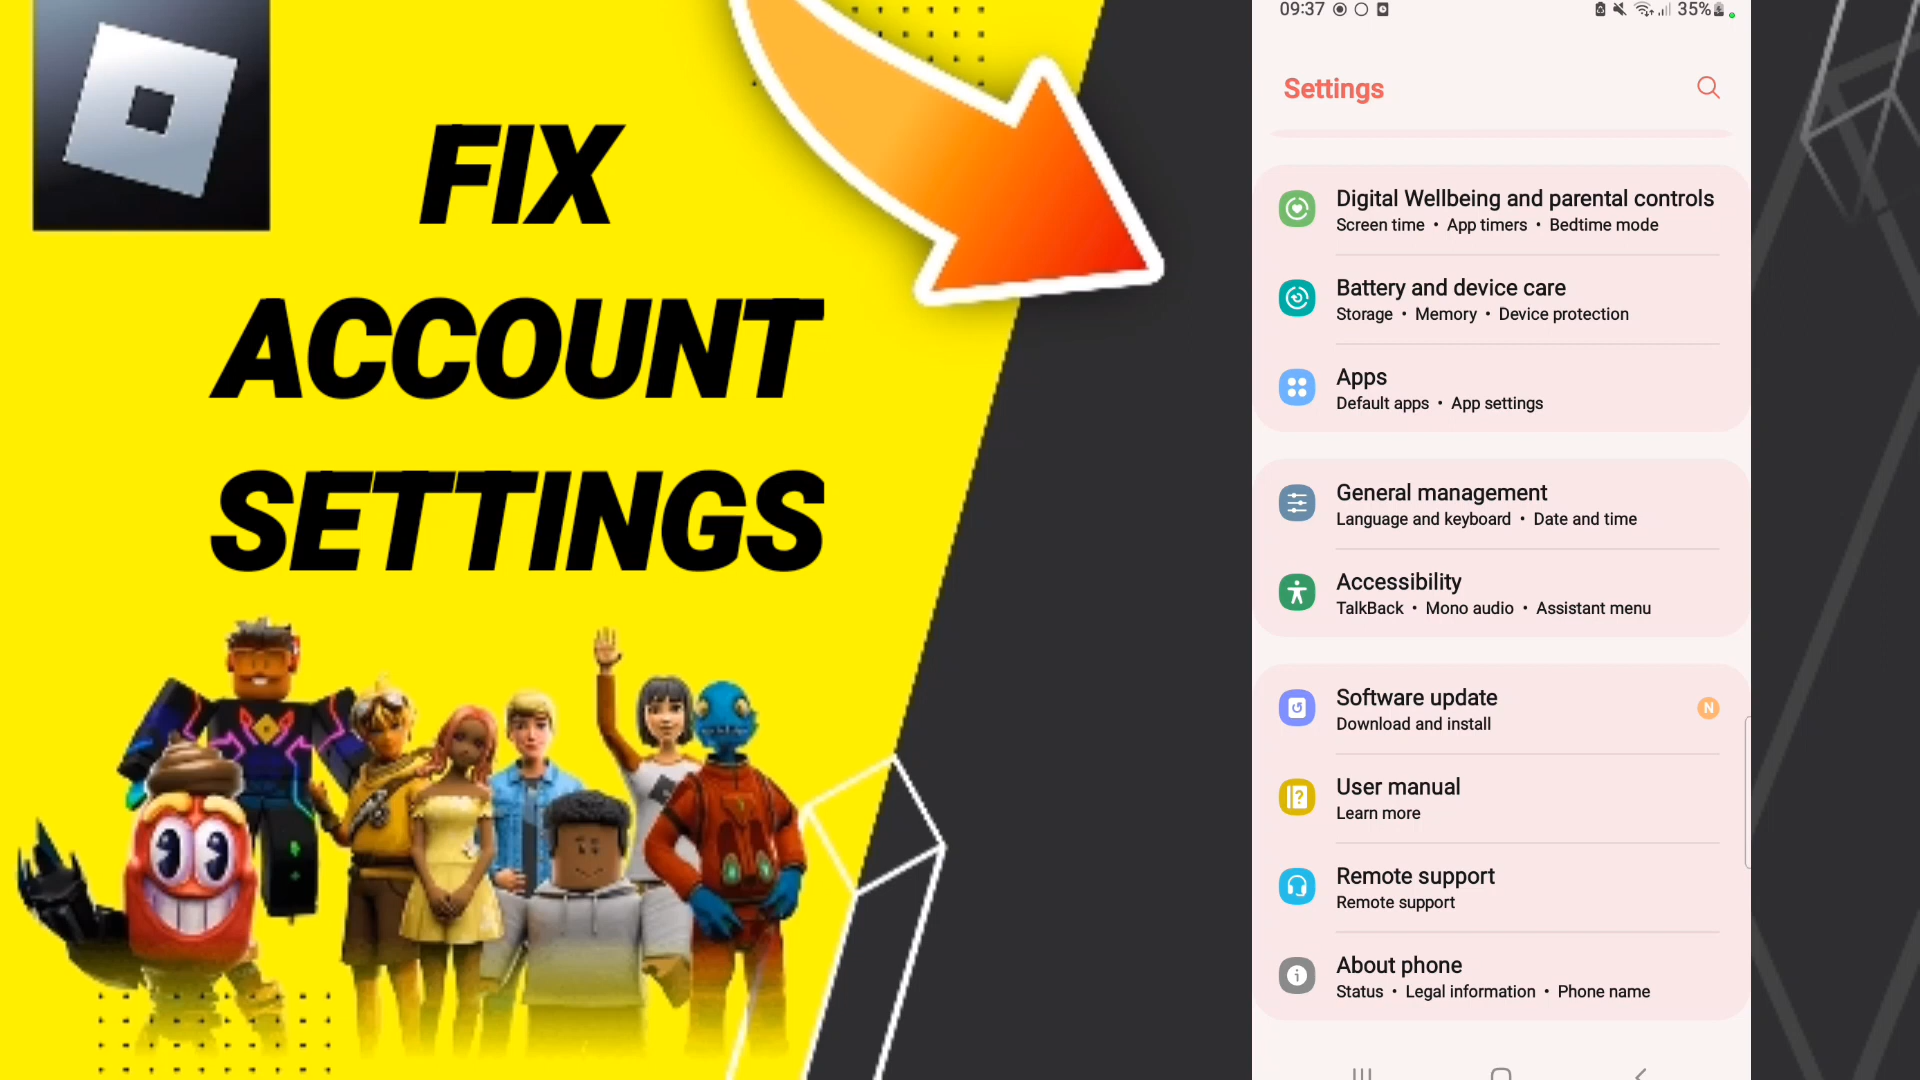 FIX
ACCOUNT
SETTINGS
09:37
35%
Settings
Digital Wellbeing and parental controls
Screen time • App timers • Bedtime mode
Battery and device care
Storage • Memory • Device protection
Apps
Default apps • App settings
General management
Language and keyboard • Date and time
Accessibility
TalkBack • Mono audio • Assistant menu
Software update
N
Download and install
User manual
Learn more
Remote support
Remote support
About phone
Status • Legal information • Phone name